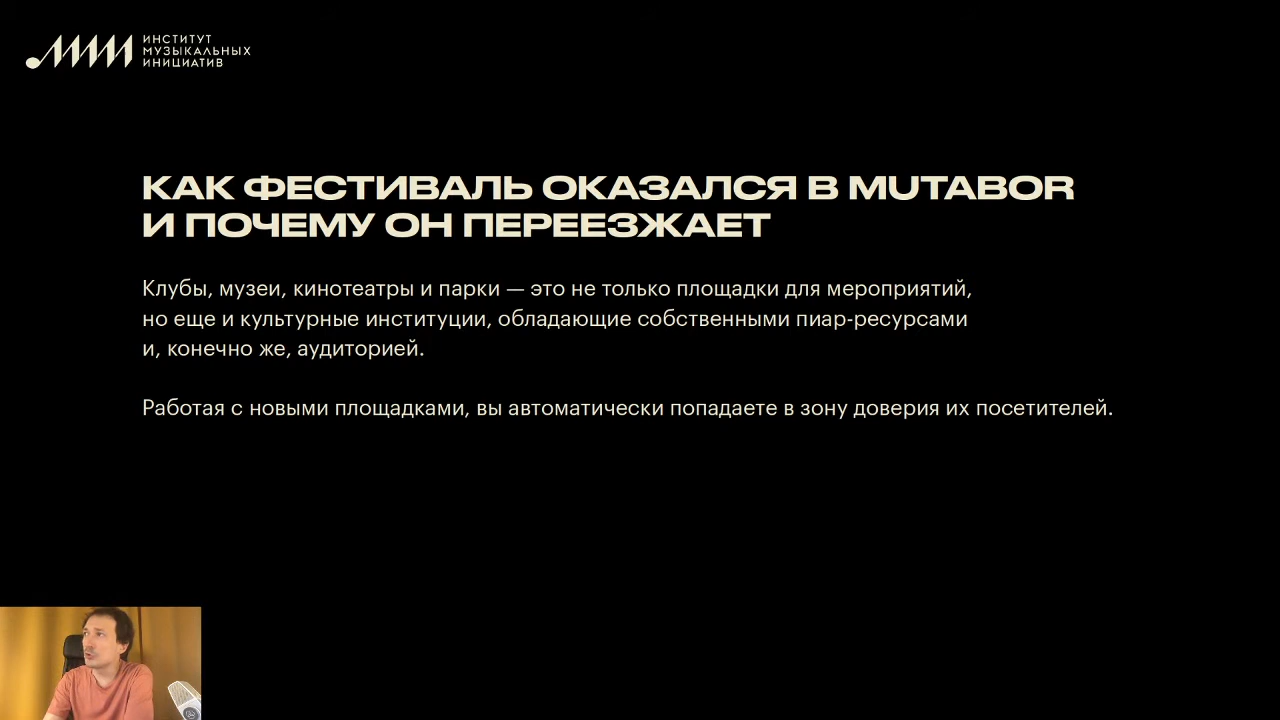 ИНСТИТУТ
МУЗЫКАЛЬНЫХ
ИНИЦИАТИВ
КАК ФЕСТИВАЛЬ ОКАЗАЛСЯ В MUTABOR
И ПОЧЕМУ ОН ПЕРЕЕЗЖАЕТ
Клубы, музеи, кинотеатры и парки — это не только площадки для мероприятий,
но еще и культурные институции, обладающие собственными пиар-ресурсами
и, конечно же, аудиторией.
Работая с новыми площадками, вы автоматически попадаете в зону доверия их посетителей.